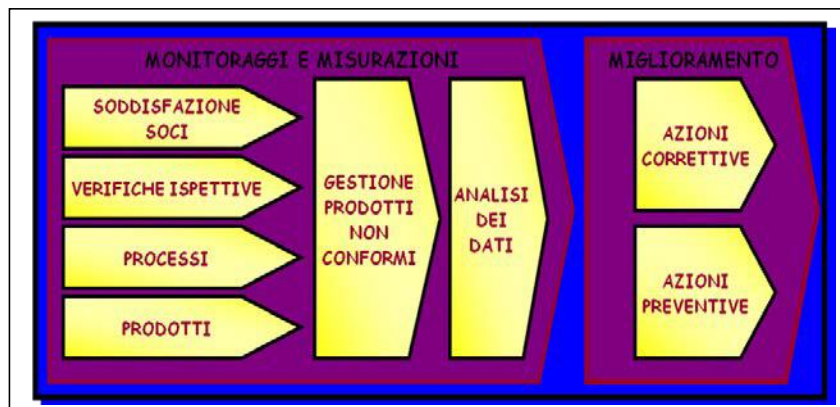 MONITORAGGI E MISURAZIONI
SODDISFAZIONE
SOCI
VERIFICHE ISPETTIVE
PROCESSI
PRODOTTI
GESTIONE
PRODOTTI
NON
CONFORMI
ANALISI
DEI
DATI
MIGLIORAMENTO
AZIONI
CORRETTIVE
AZIONI
PREVENTIVE